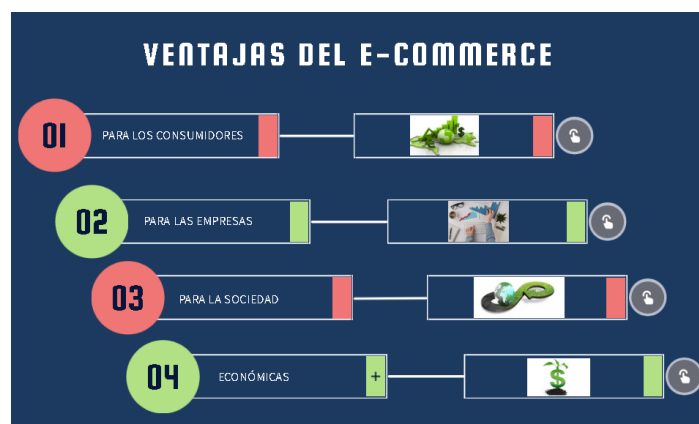 VENTAJAS DEL E-COMMERCE
01
PARA LOS CONSUMIDORES
$
02
PARA LAS EMPRESAS
03
PARA LA SOCIEDAD
04
ECONÓMICAS
+
$